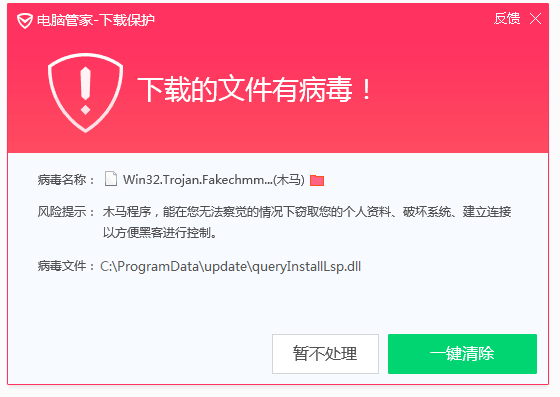 电脑管家-下载保护
反馈
下载的文件有病毒！
病毒名称： Win32.Trojan.Fakechmm...(木马)
风险提示： 木马程序，能在您无法察觉的情况下窃取您的个人资料、破坏系统、建立连接
以方便黑客进行控制。
病毒文件： C:\ProgramData\update\queryInstallLsp.dll
暂不处理
一键清除